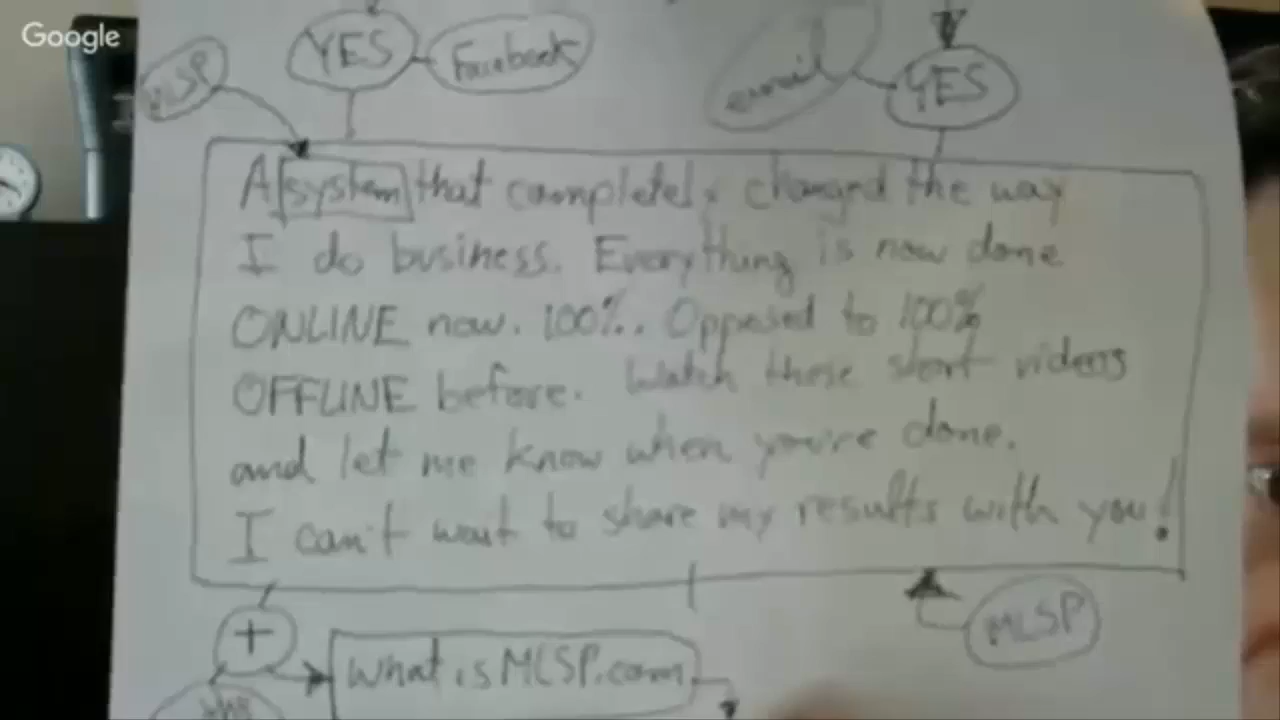 Google
YES
Facebook
MLSP
email
YES
A system that completely changed the way
I do business. Everything is now done
ONLINE now. 100%. Opposed to 100%
OFFLINE before. Watch these short videos
and let me know when you're done.
I can't wait to share my results with you!
MLSP
+
What is MLSP.com